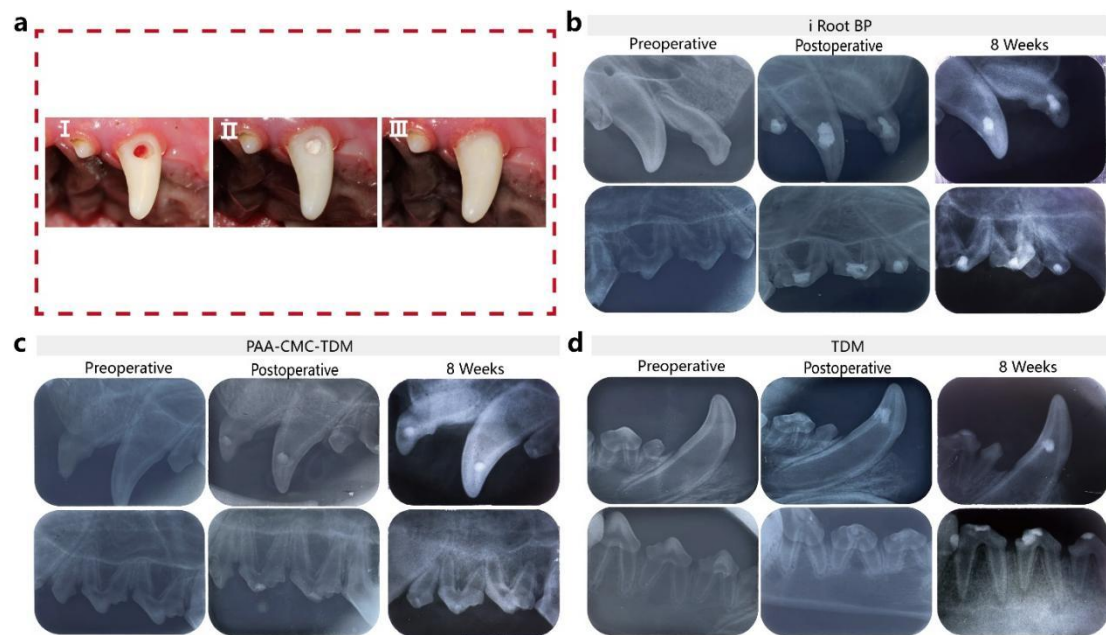 a
I
II
III
b
i Root BP
Preoperative
Postoperative
8 Weeks
c
PAA-CMC-TDM
Preoperative
Postoperative
8 Weeks
d
TDM
Preoperative
Postoperative
8 Weeks